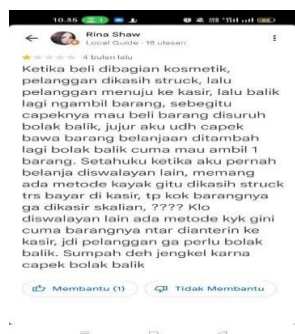 10.55
Rina Shaw
Local Guide · 18 ulasan
4 bulan lalu
Ketika beli dibagian kosmetik,
pelanggan dikasih struck, lalu
pelanggan menuju ke kasir, lalu balik
lagi ngambil barang, sebegitu
capeknya mau beli barang disuruh
bolak balik, jujur aku udh capek
bawa barang belanjaan ditambah
lagi bolak balik cuma mau ambil 1
barang. Setahuku ketika aku pernah
belanja diswalayan lain, memang
ada metode kayak gitu dikasih struck
trs bayar di kasir, tp kok barangnya
ga dikasir skalian, ???? Klo
diswalayan lain ada metode kyk gini
cuma barangnya ntar dianterin ke
kasir, jdi pelanggan ga perlu bolak
balik. Sumpah deh jengkel karna
capek bolak balik
Membantu (1)
Tidak Membantu